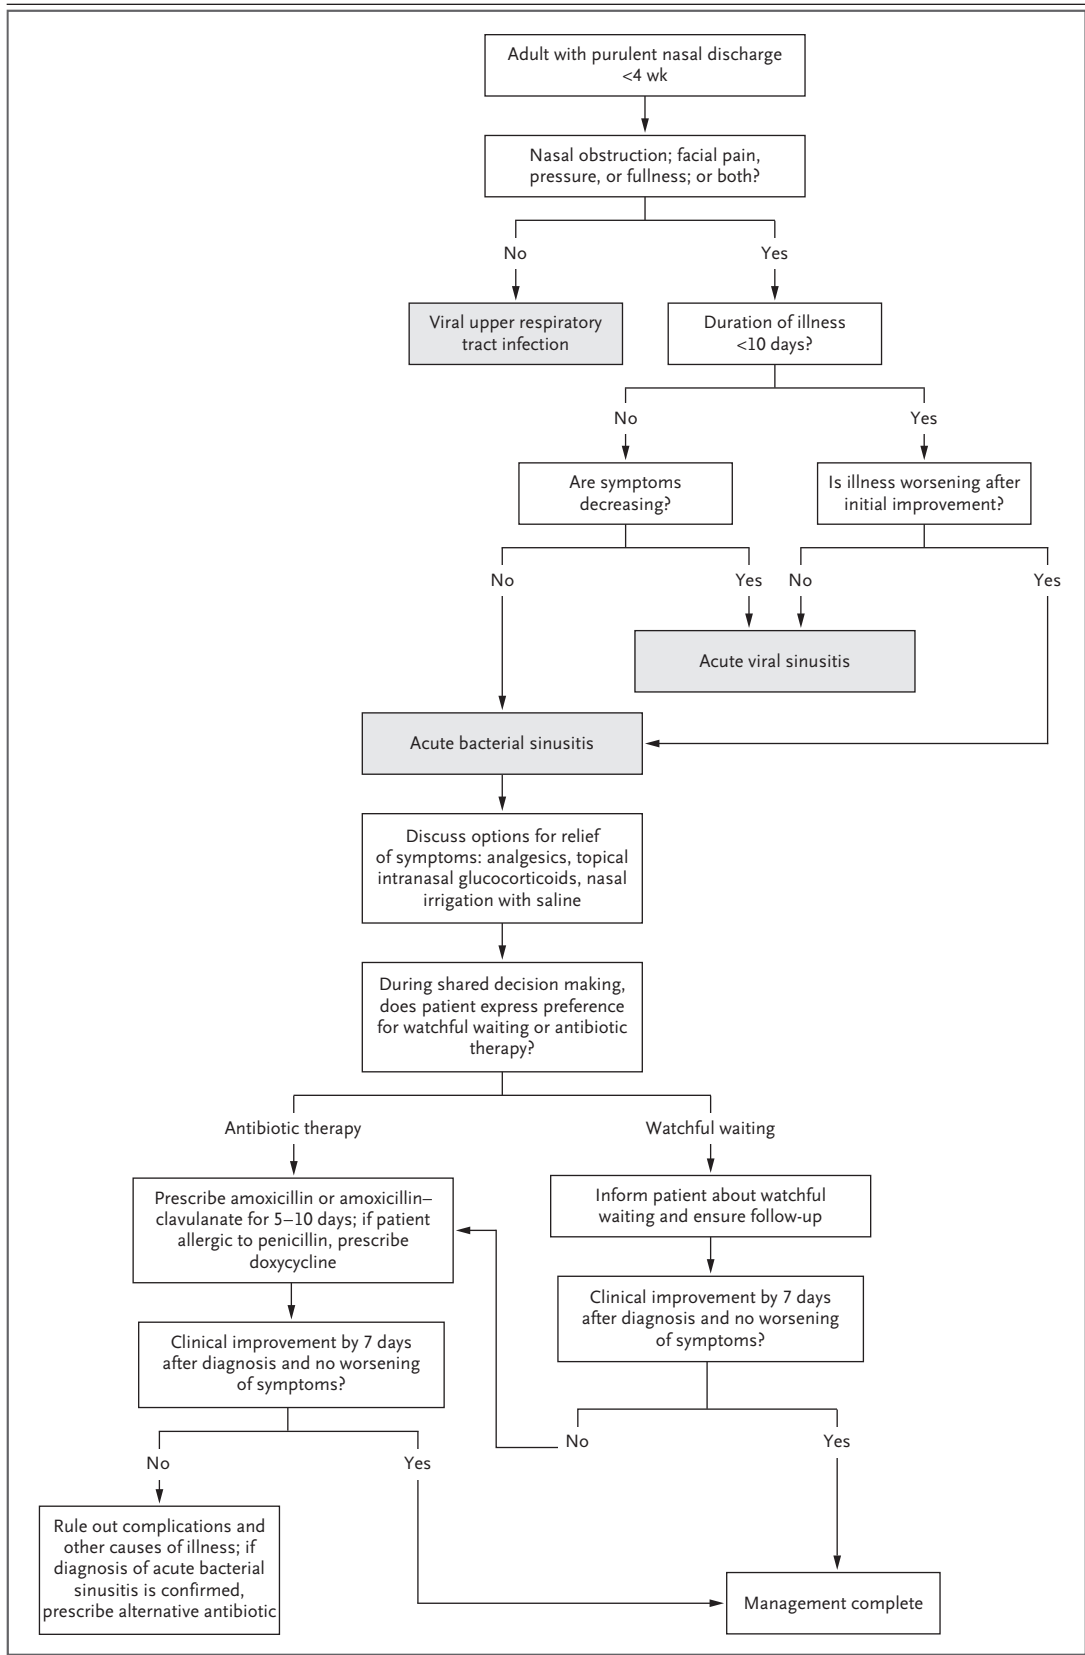 Adult with purulent nasal discharge
<4 wk
Nasal obstruction; facial pain,
pressure, or fullness; or both?
No
Yes
Viral upper respiratory
tract infection
Duration of illness
<10 days?
No
Yes
Are symptoms
decreasing?
Is illness worsening after
initial improvement?
No
Yes
No
Yes
Acute viral sinusitis
Acute bacterial sinusitis
Discuss options for relief
of symptoms: analgesics, topical
intranasal glucocorticoids, nasal
irrigation with saline
During shared decision making,
does patient express preference
for watchful waiting or antibiotic
therapy?
Antibiotic therapy
Watchful waiting
Prescribe amoxicillin or amoxicillin–
clavulanate for 5–10 days; if patient
allergic to penicillin, prescribe
doxycycline
Inform patient about watchful
waiting and ensure follow-up
Clinical improvement by 7 days
after diagnosis and no worsening
of symptoms?
Clinical improvement by 7 days
after diagnosis and no worsening
of symptoms?
No
Yes
No
Yes
Rule out complications and
other causes of illness; if
diagnosis of acute bacterial
sinusitis is confirmed,
prescribe alternative antibiotic
Management complete